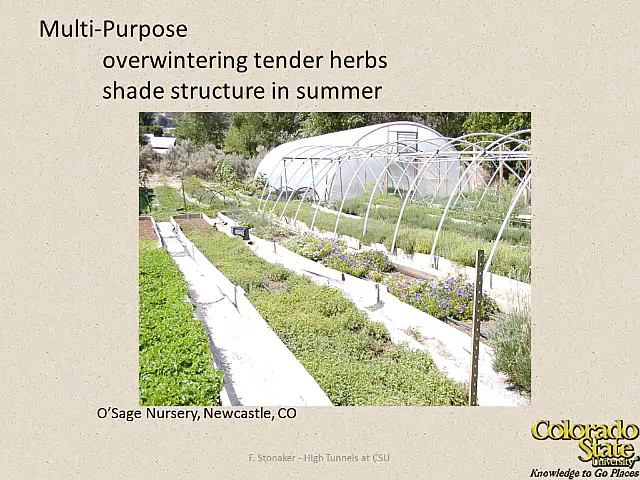 Multi-Purpose
overwintering tender herbs
shade structure in summer
O'Sage Nursery, Newcastle, CO
F. Stonaker - High Tunnels at CSU
Colorado
State
University
Knowledge to Go Places